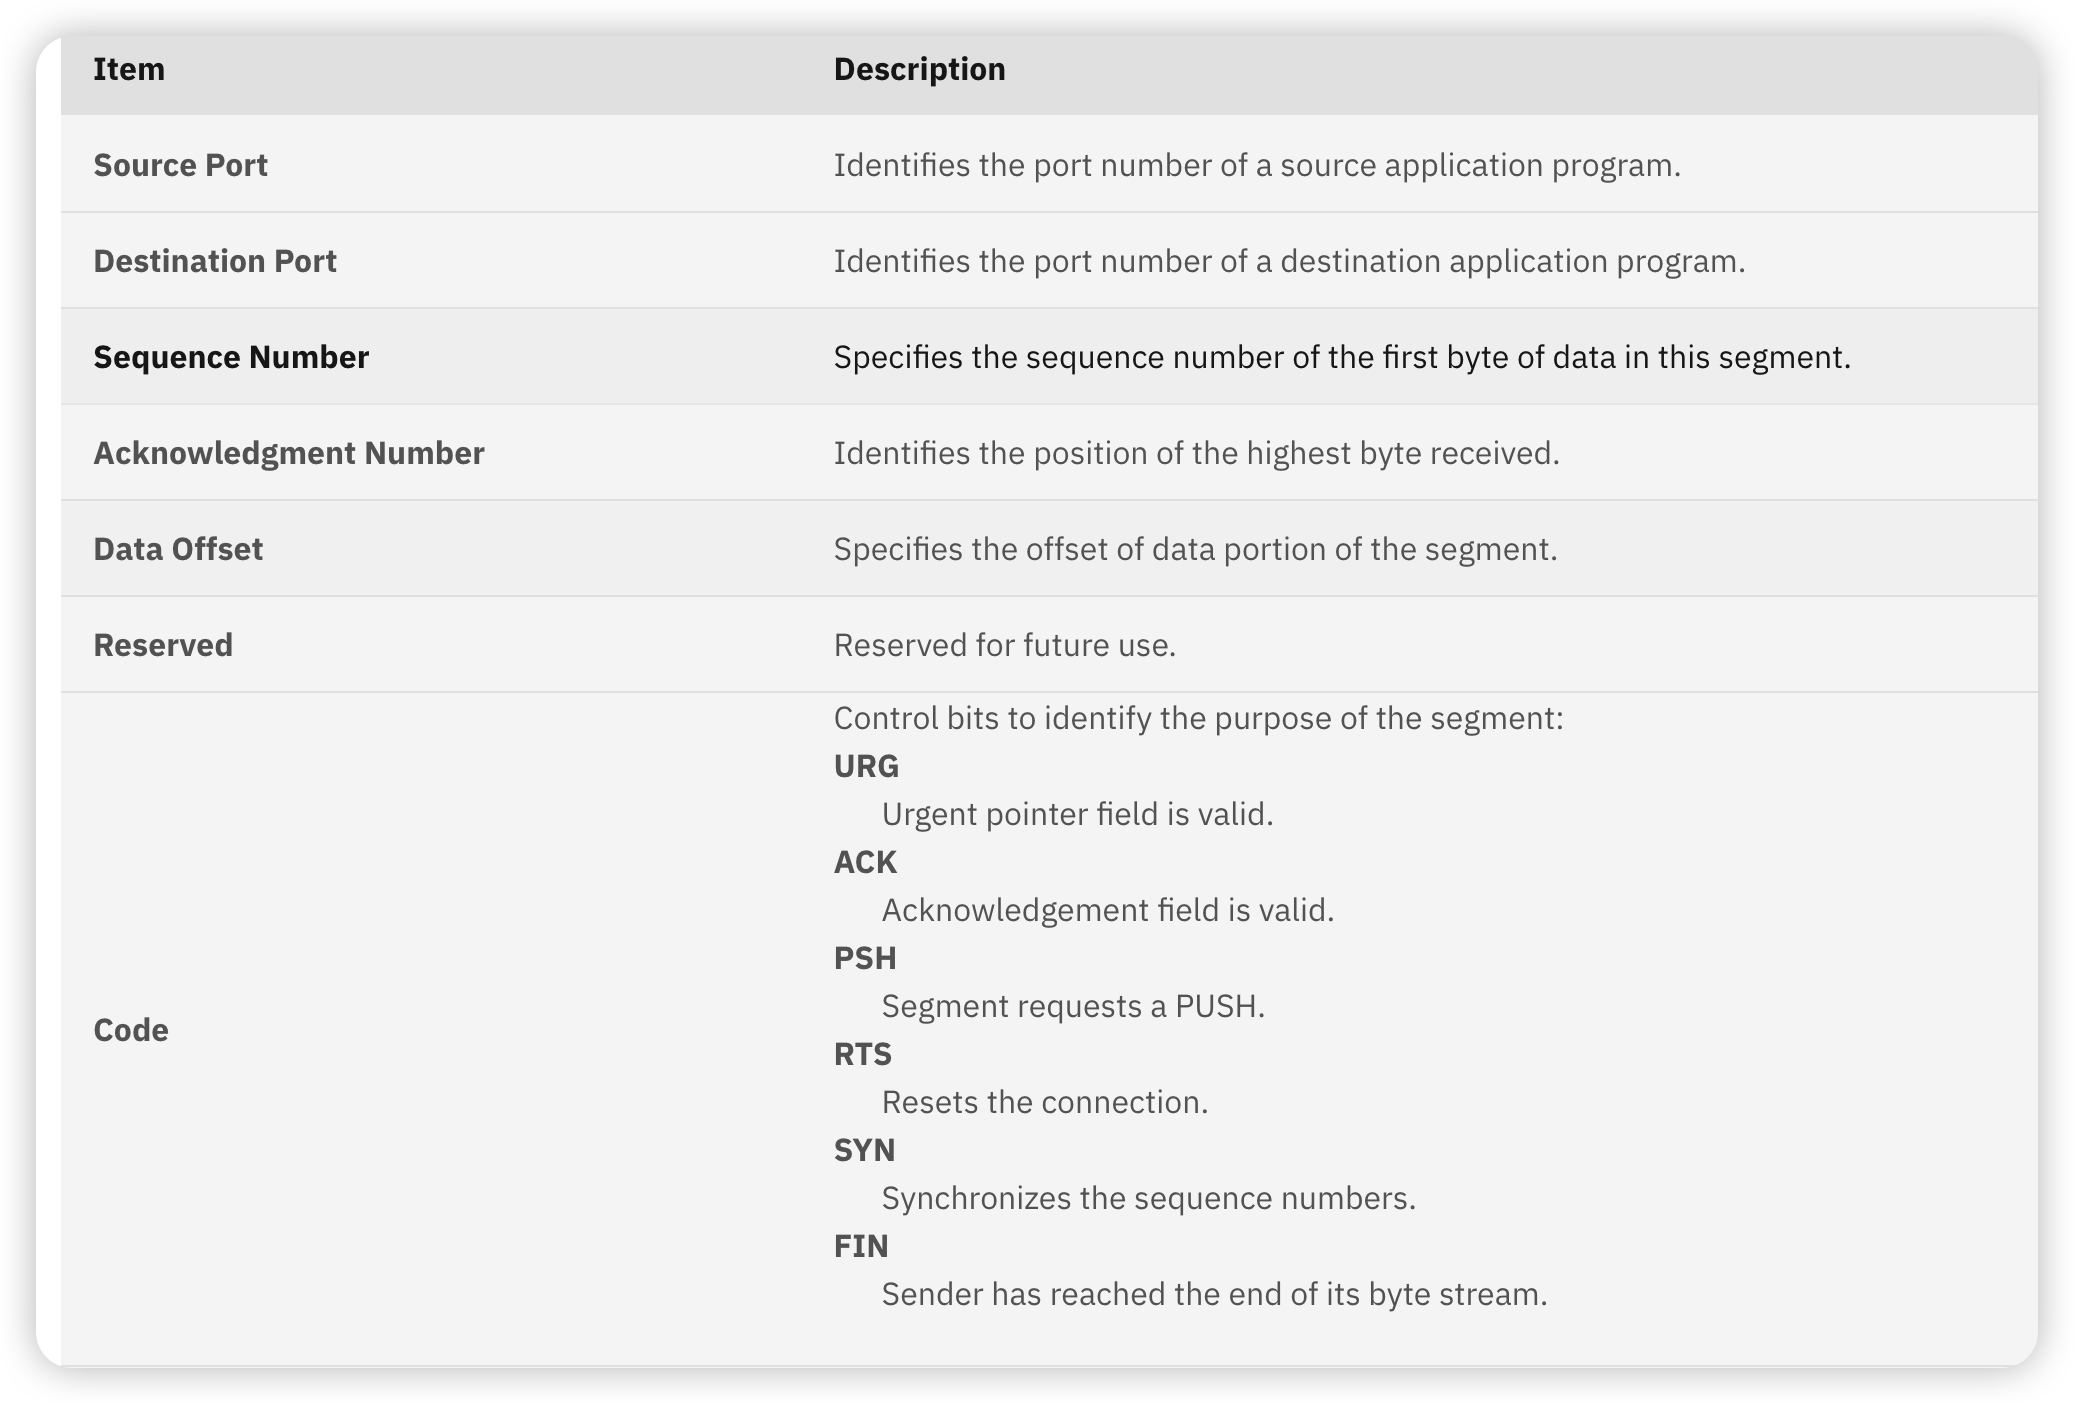 Item Description
Source Port Identifies the port number of a source application program.
Destination Port Identifies the port number of a destination application program.
Sequence Number Specifies the sequence number of the first byte of data in this segment.
Acknowledgment Number Identifies the position of the highest byte received.
Data Offset Specifies the offset of data portion of the segment.
Reserved Reserved for future use.
Code
Control bits to identify the purpose of the segment:
URG
Urgent pointer field is valid.
ACK
Acknowledgement field is valid.
PSH
Segment requests a PUSH.
RTS
Resets the connection.
SYN
Synchronizes the sequence numbers.
FIN
Sender has reached the end of its byte stream.